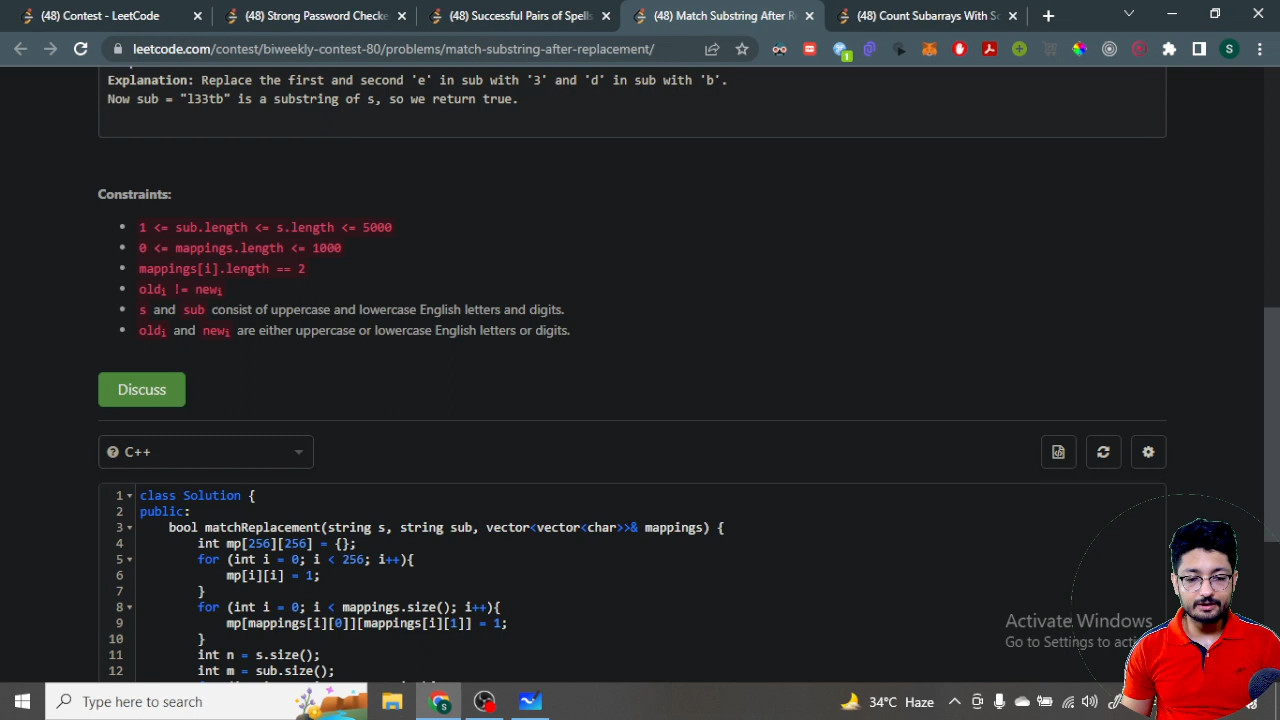 (48) Contest - LeetCode
(48) Strong Password Checke
(48) Successful Pairs of Spells
(48) Match Substring After R
(48) Count Subarrays With Sc
leetcode.com/contest/biweekly-contest-80/problems/match-substring-after-replacement/
Explanation: Replace the first and second 'e' in sub with '3' and 'd' in sub with 'b'.
Now sub = "l33tb" is a substring of s, so we return true.
Constraints:
1 <= sub.length <= s.length <= 5000
0 <= mappings.length <= 1000
mappings[i].length == 2
oldi != newi
s and sub consist of uppercase and lowercase English letters and digits.
oldi and newi are either uppercase or lowercase English letters or digits.
Discuss
C++
1 class Solution {
2 public:
3 bool matchReplacement(string s, string sub, vector<vector<char>>& mappings) {
4 int mp[256][256] = {};
5 for (int i = 0; i < 256; i++){
6 mp[i][i] = 1;
7 }
8 for (int i = 0; i < mappings.size(); i++){
9 mp[mappings[i][0]][mappings[i][1]] = 1;
10 }
11 int n = s.size();
12 int m = sub.size();
Activate Windows
Go to Settings to acti
Type here to search
34°C Haze